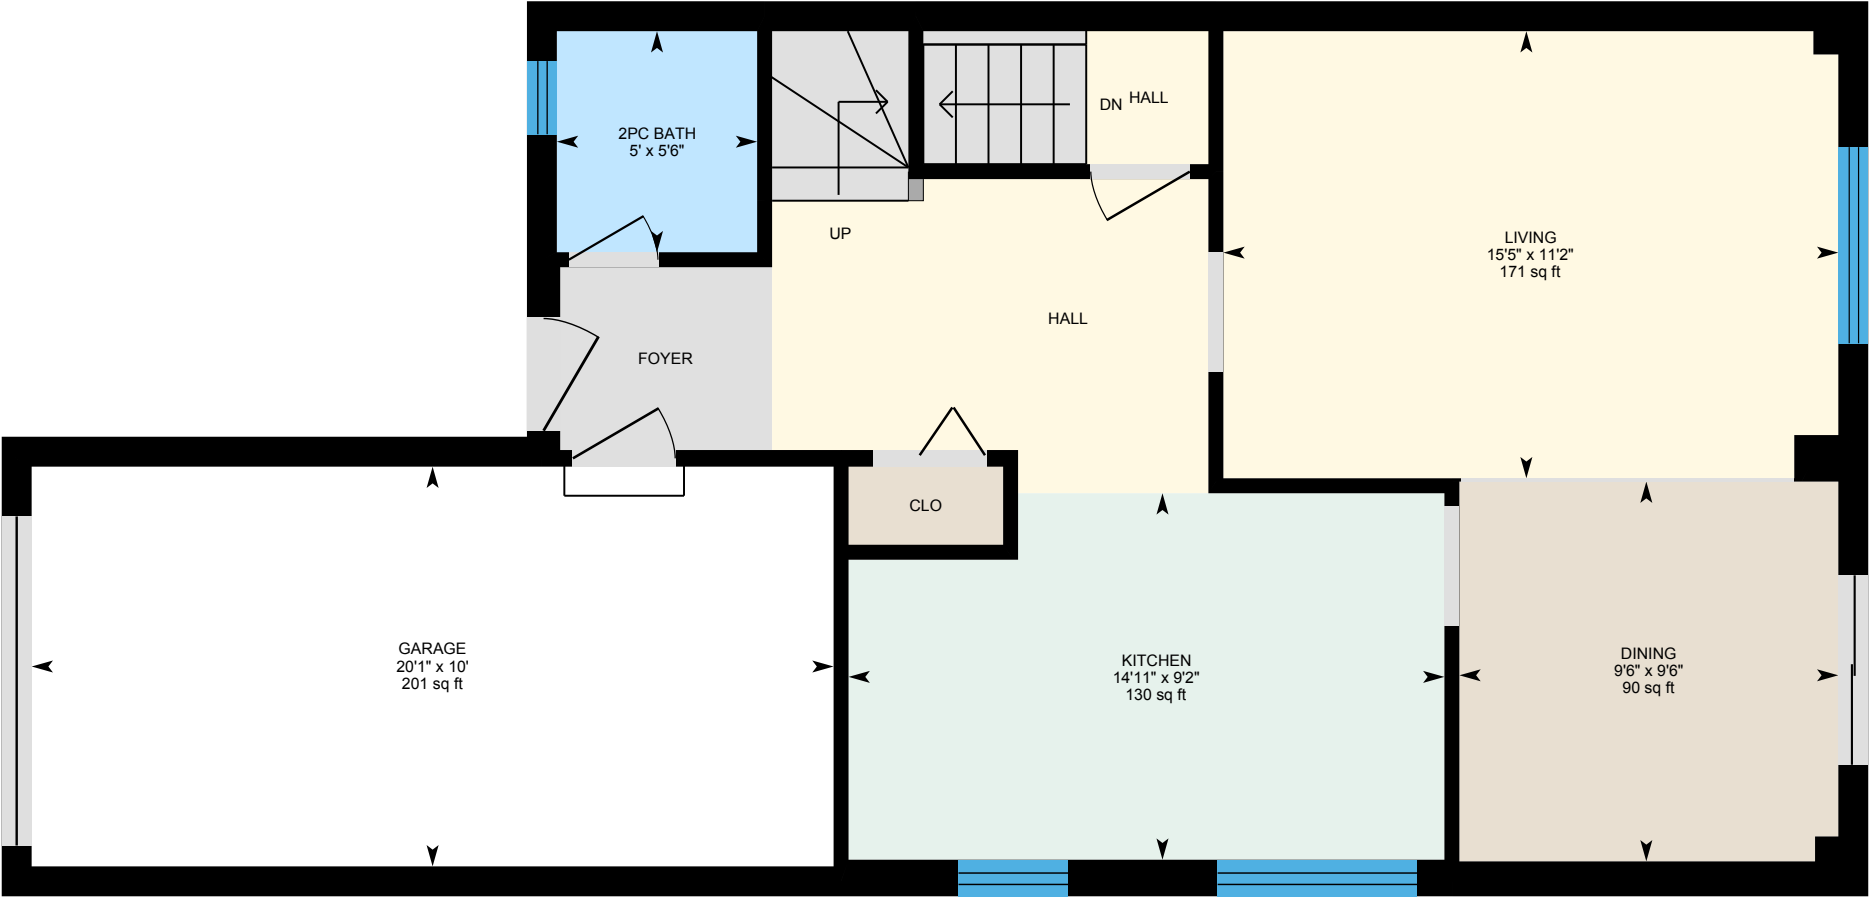 2PC BATH
5' x 5'6"
DN
HALL
UP
LIVING
15'5" x 11'2"
171 sq ft
HALL
FOYER
CLO
GARAGE
20'1" x 10'
201 sq ft
KITCHEN
14'11" x 9'2"
130 sq ft
DINING
9'6" x 9'6"
90 sq ft